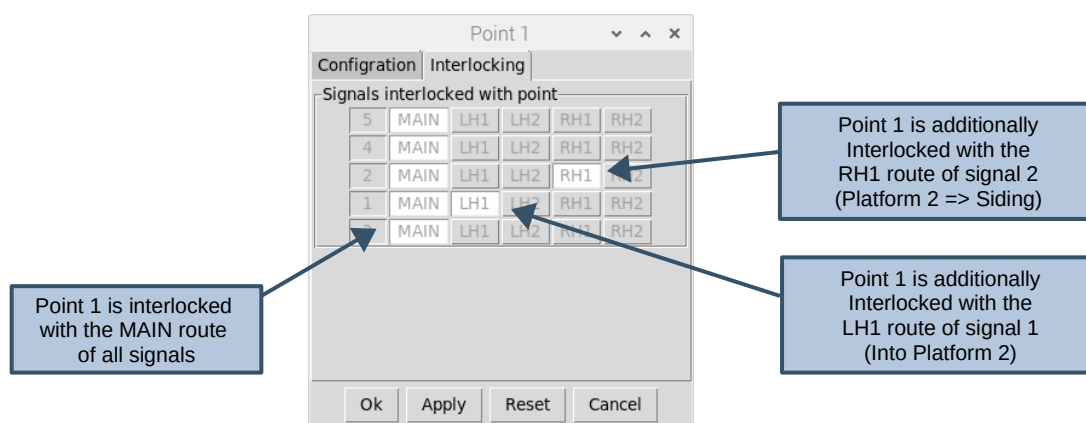 Point 1
Configration Interlocking
Signals interlocked with point
5 MAIN LH1 LH2 RH1 RH2
4 MAIN LH1 LH2 RH1 RH2
2 MAIN LH1 LH2 RH1 RH2
1 MAIN LH1 LH2 RH1 RH2
3 MAIN LH1 LH2 RH1 RH2
Ok Apply Reset Cancel
Point 1 is interlocked
with the MAIN route
of all signals
Point 1 is additionally
Interlocked with the
RH1 route of signal 2
(Platform 2 => Siding)
Point 1 is additionally
Interlocked with the
LH1 route of signal 1
(Into Platform 2)